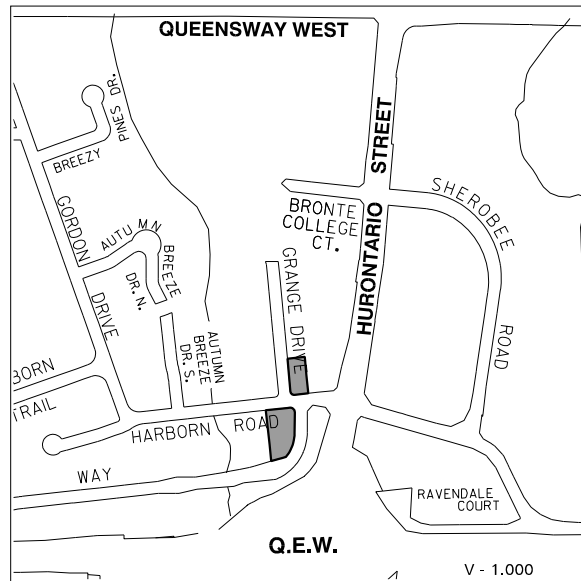 QUEENSWAY WEST
PINES DR.
BREEZY
GORDON
DRIVE
AUTUMN
BREEZE
DR. N.
AUTUMN
BREEZE
DR. S.
GRANGE DRIVE
BRONTE
COLLEGE
CT.
HURONTARIO STREET
SHEROBEE
ROAD
BORN
TRAIL
HARBORN ROAD
WAY
RAVENDALE
COURT
Q.E.W.
V - 1.000